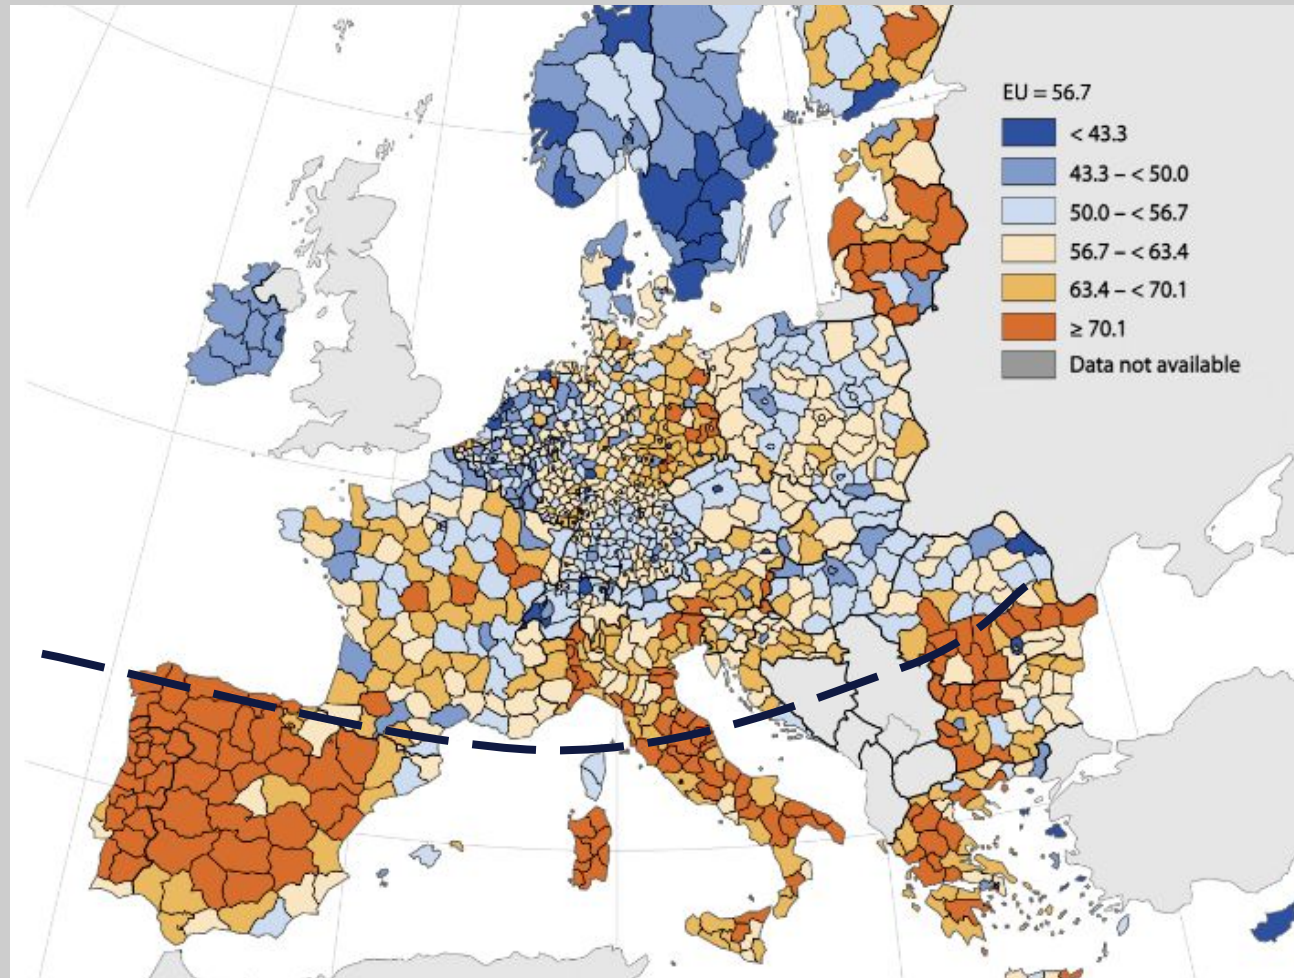 EU = 56.7
< 43.3
43.3 – < 50.0
50.0 – < 56.7
56.7 – < 63.4
63.4 – < 70.1
≥ 70.1
Data not available